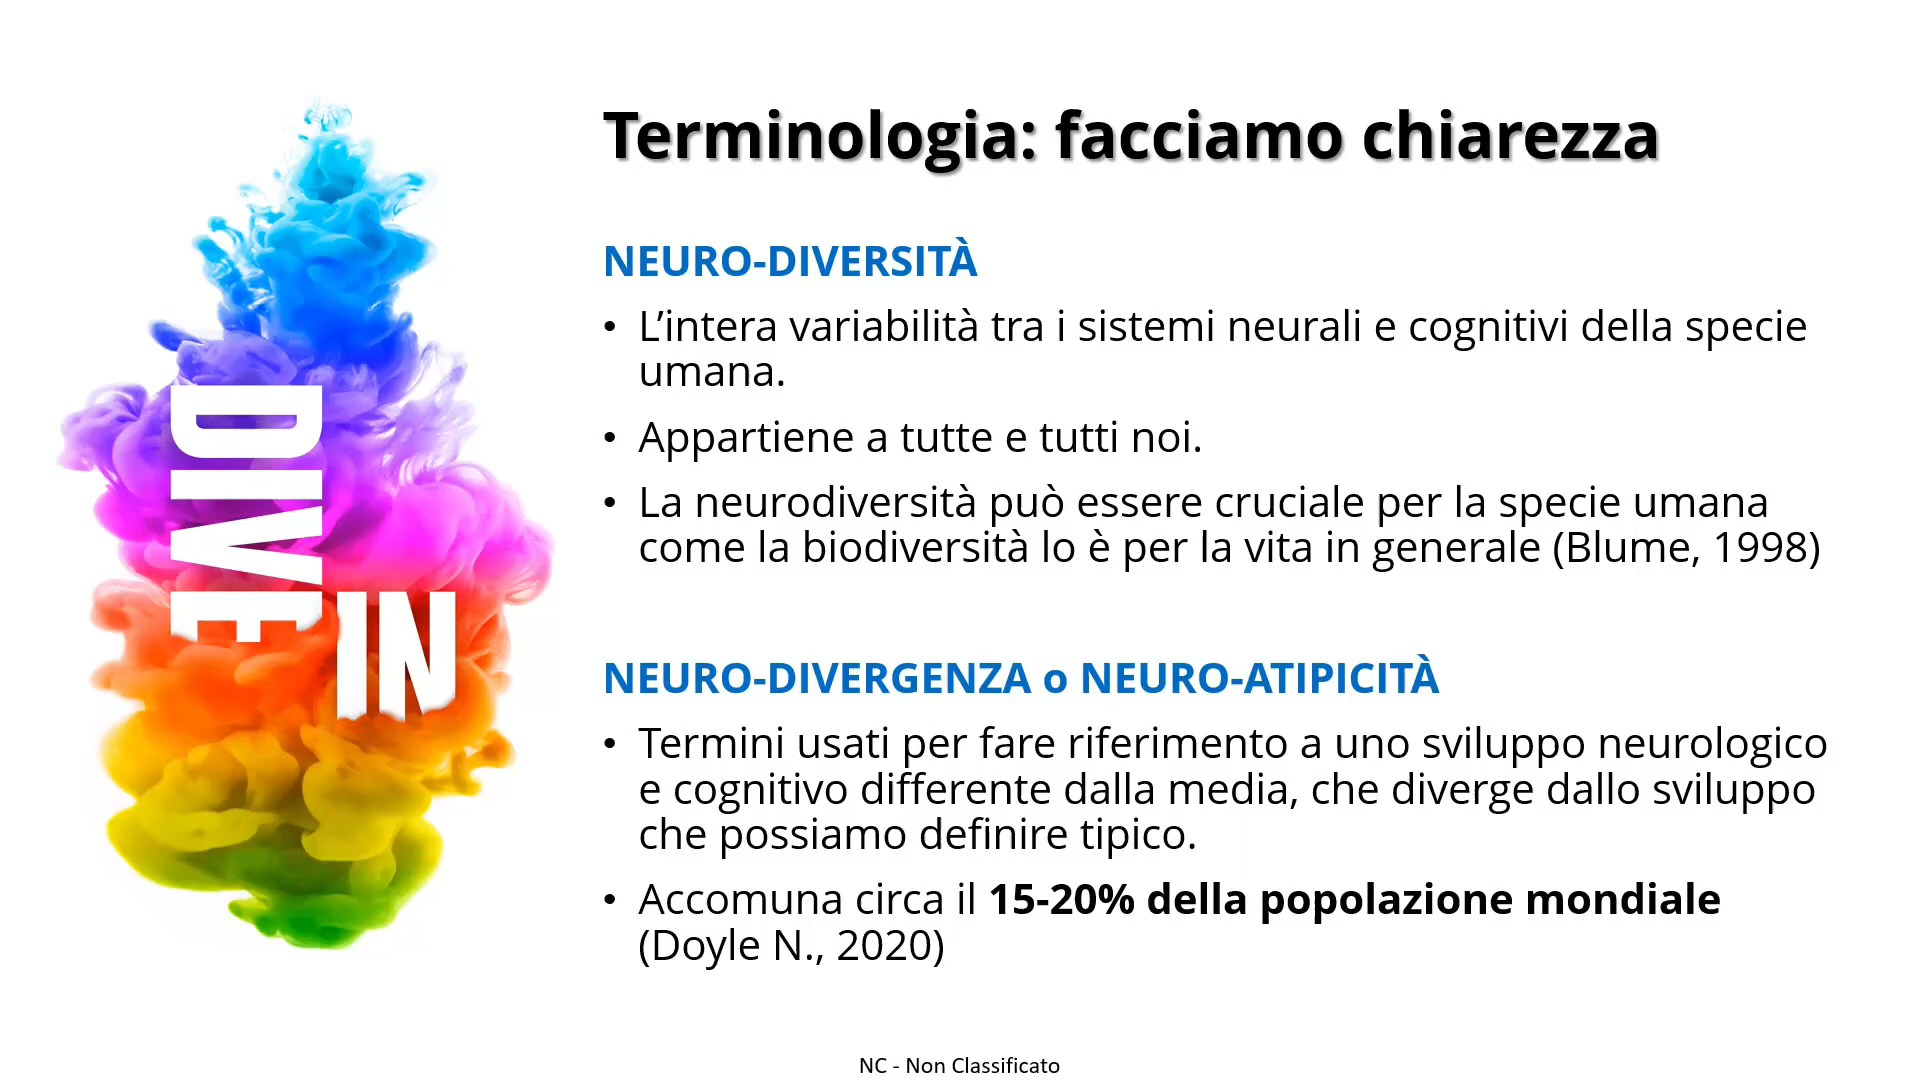 Terminologia: facciamo chiarezza
NEURO-DIVERSITÀ
• L’intera variabilità tra i sistemi neurali e cognitivi della specie
umana.
• Appartiene a tutte e tutti noi.
• La neurodiversità può essere cruciale per la specie umana
come la biodiversità lo è per la vita in generale (Blume, 1998)
NEURO-DIVERGENZA o NEURO-ATIPICITÀ
• Termini usati per fare riferimento a uno sviluppo neurologico
e cognitivo differente dalla media, che diverge dallo sviluppo
che possiamo definire tipico.
• Accomuna circa il 15-20% della popolazione mondiale
(Doyle N., 2020)
DIVE
IN
NC - Non Classificato